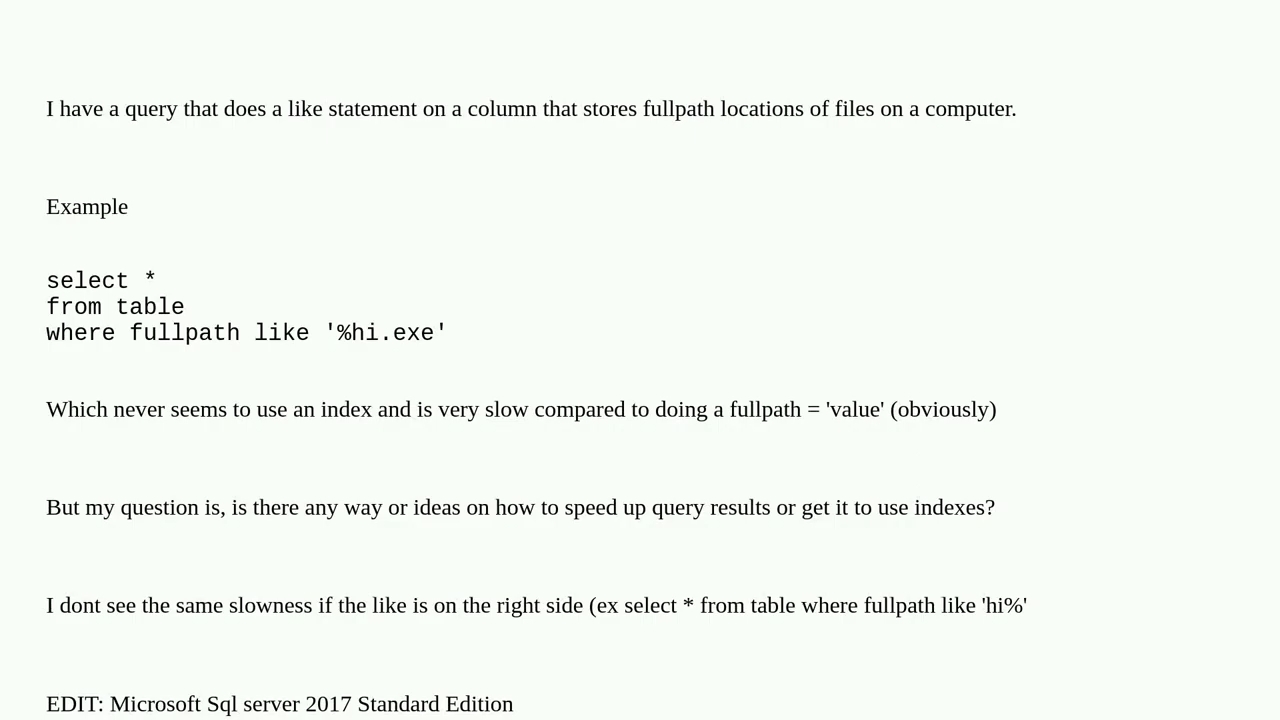 I have a query that does a like statement on a column that stores fullpath locations of files on a computer.
Example
select *
from table
where fullpath like '%hi.exe'
Which never seems to use an index and is very slow compared to doing a fullpath = 'value' (obviously)
But my question is, is there any way or ideas on how to speed up query results or get it to use indexes?
I dont see the same slowness if the like is on the right side (ex select * from table where fullpath like 'hi%'
EDIT: Microsoft Sql server 2017 Standard Edition